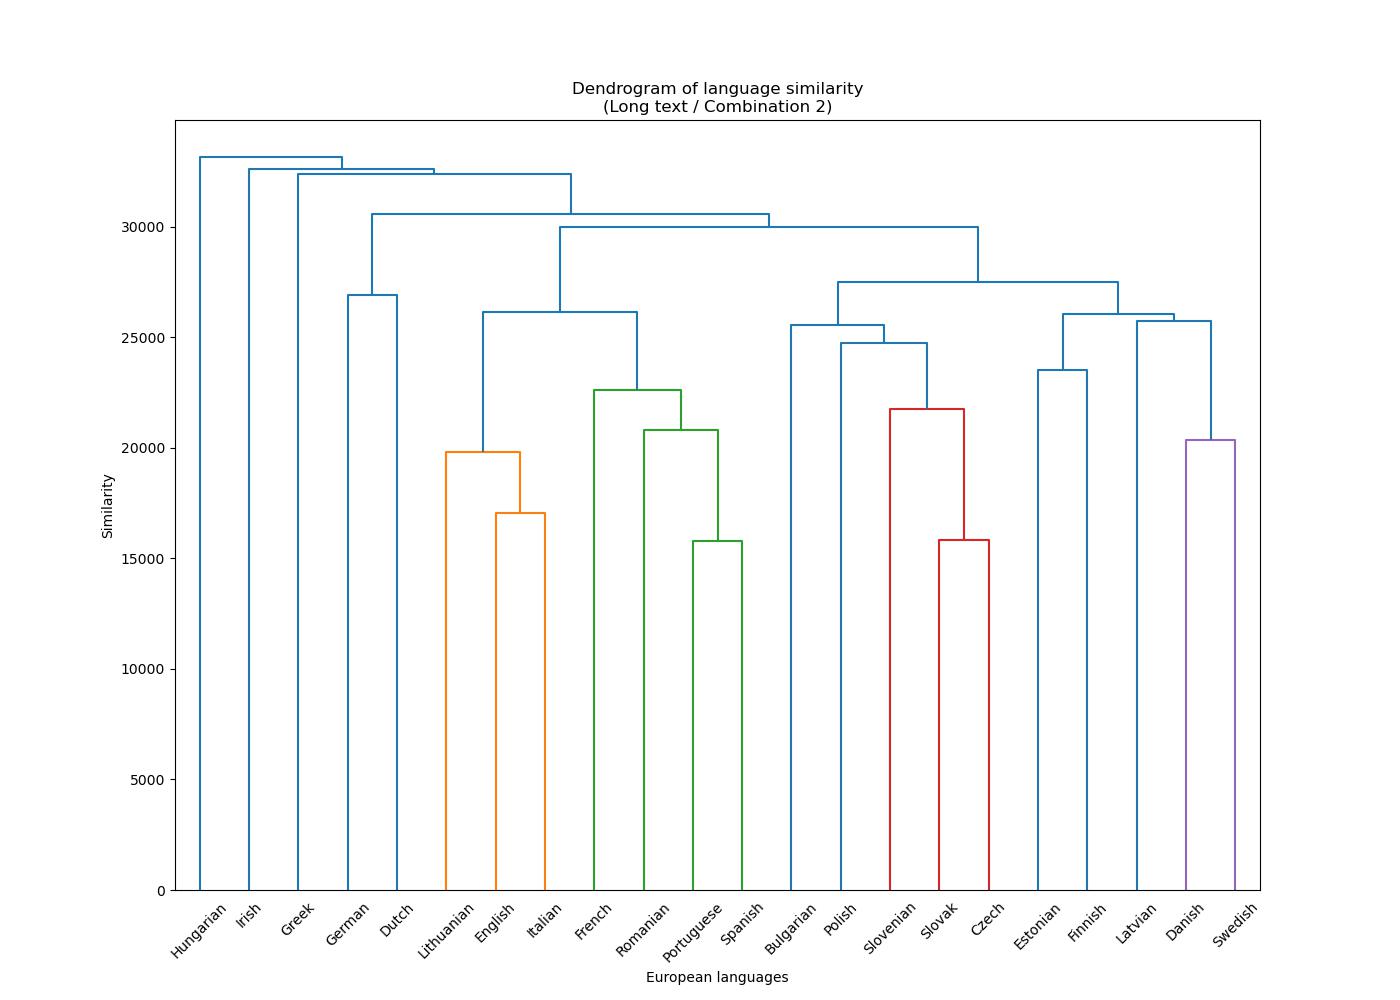 Dendrogram of language similarity
(Long text / Combination 2)
30000
25000
20000
15000
10000
5000
0
Similarity
Hungarian
Irish
Greek
German
Dutch
Lithuanian
English
Italian
French
Romanian
Portuguese
Spanish
Bulgarian
Polish
Slovenian
Slovak
Czech
Estonian
Finnish
Latvian
Danish
Swedish
European languages